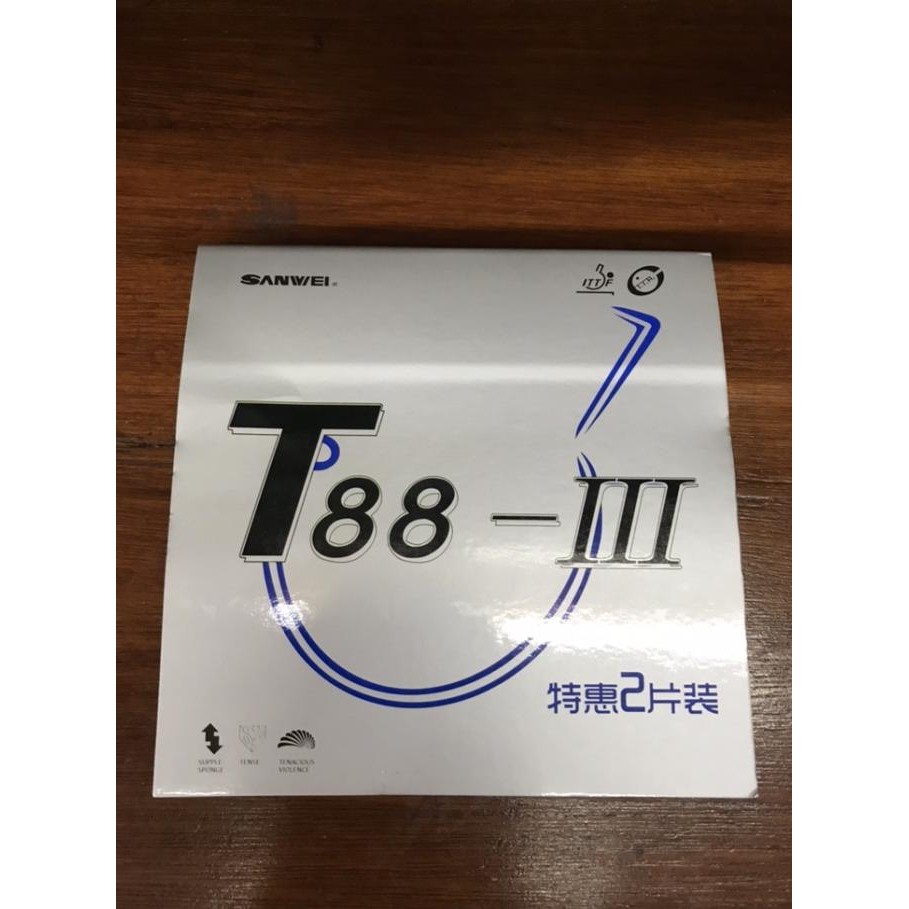 SANWEI®
ITTF
T88-III
特惠2片装
SUPPLE
SPONGE
TENSE
TENACIOUS
VIOLENCE